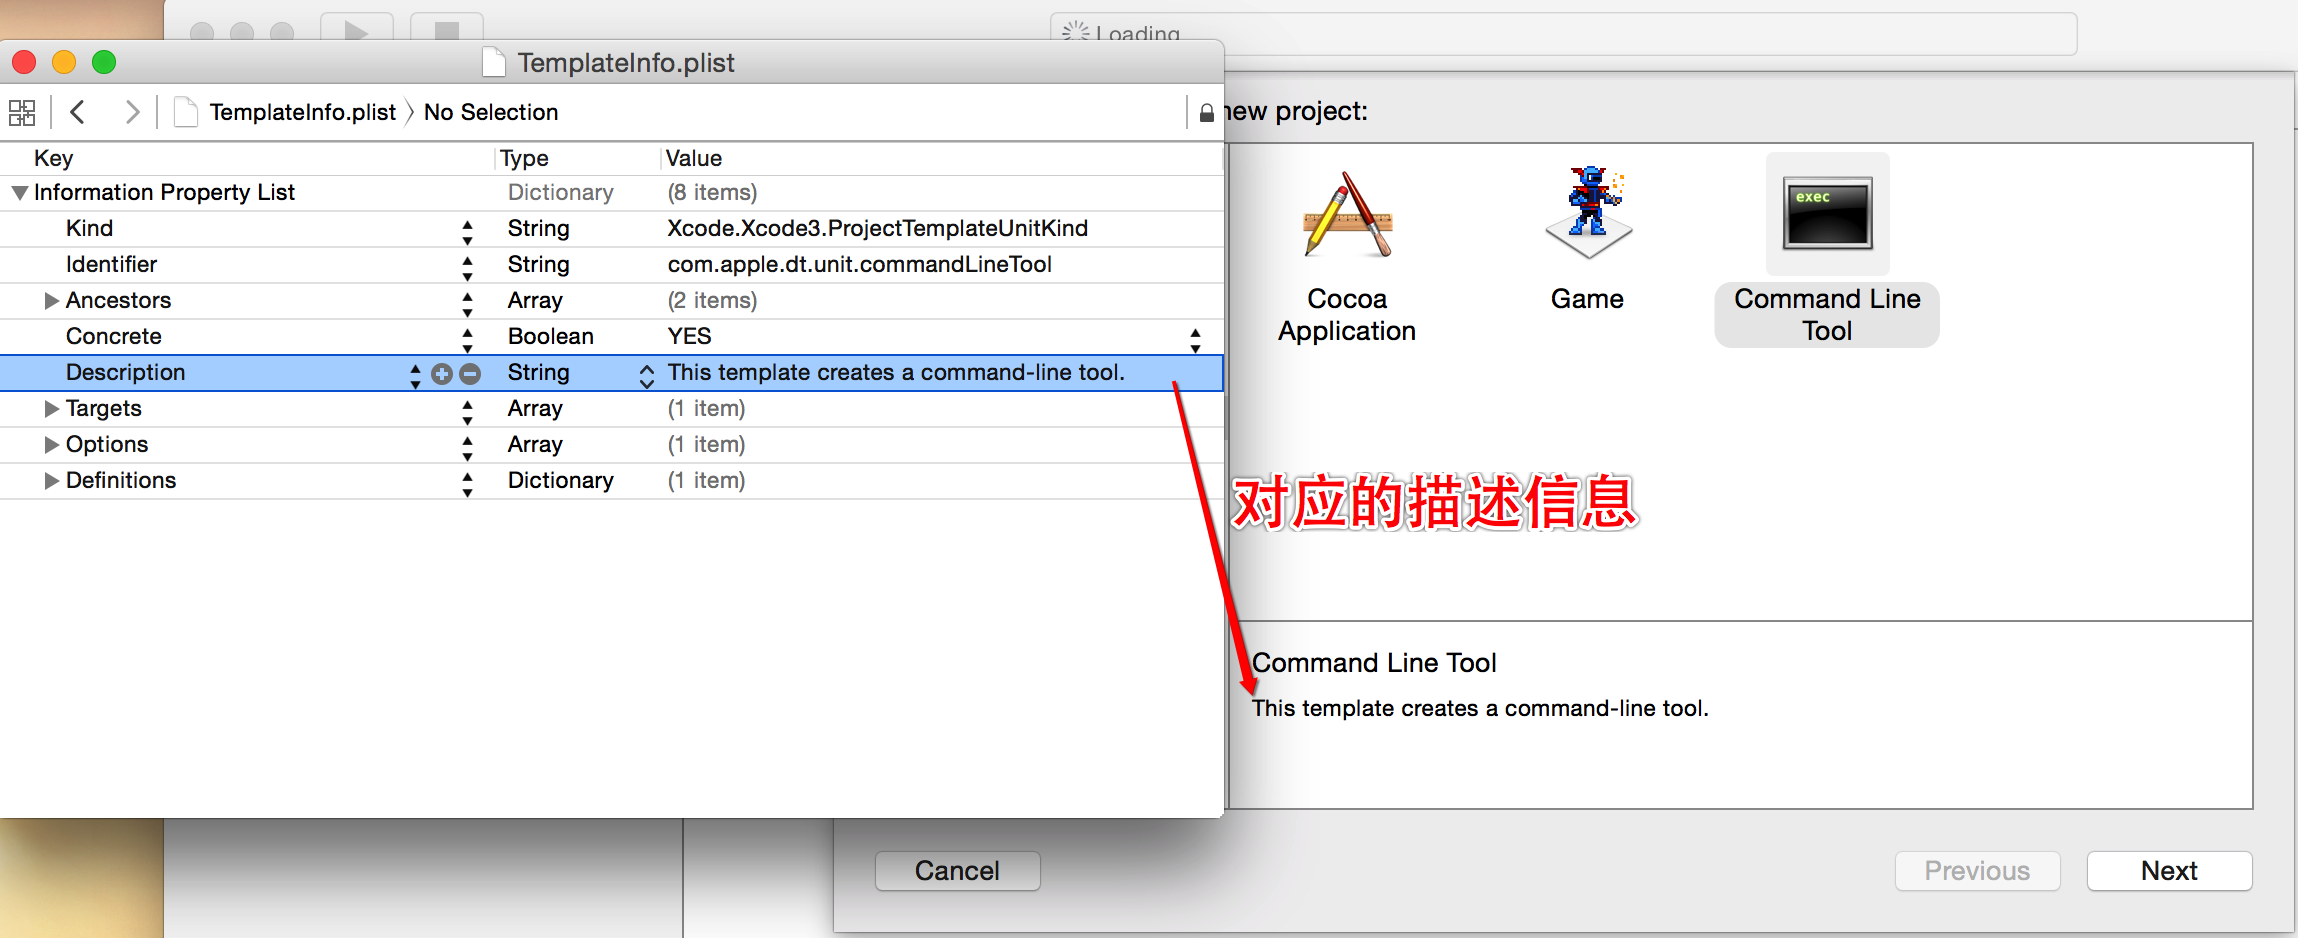 Loading
TemplateInfo.plist
TemplateInfo.plist No Selection
Key Type Value
Information Property List Dictionary (8 items)
Kind String Xcode.Xcode3.ProjectTemplateUnitKind
Identifier String com.apple.dt.unit.commandLineTool
Ancestors Array (2 items)
Concrete Boolean YES
Description String This template creates a command-line tool.
Targets Array (1 item)
Options Array (1 item)
Definitions Dictionary (1 item)
new project:
exec
Cocoa
Application
Game
Command Line
Tool
对应的描述信息
Command Line Tool
This template creates a command-line tool.
Cancel Previous Next